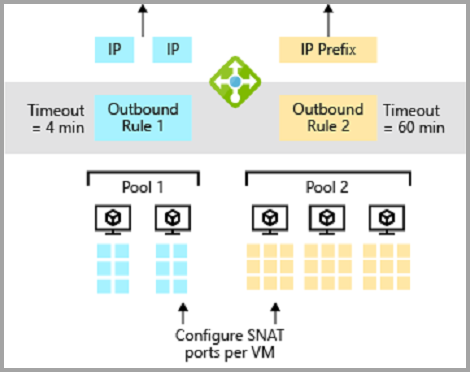 IP
IP
IP Prefix
Timeout
= 4 min
Outbound
Rule 1
Outbound
Rule 2
Timeout
= 60 min
Pool 1
Pool 2
Configure SNAT
ports per VM